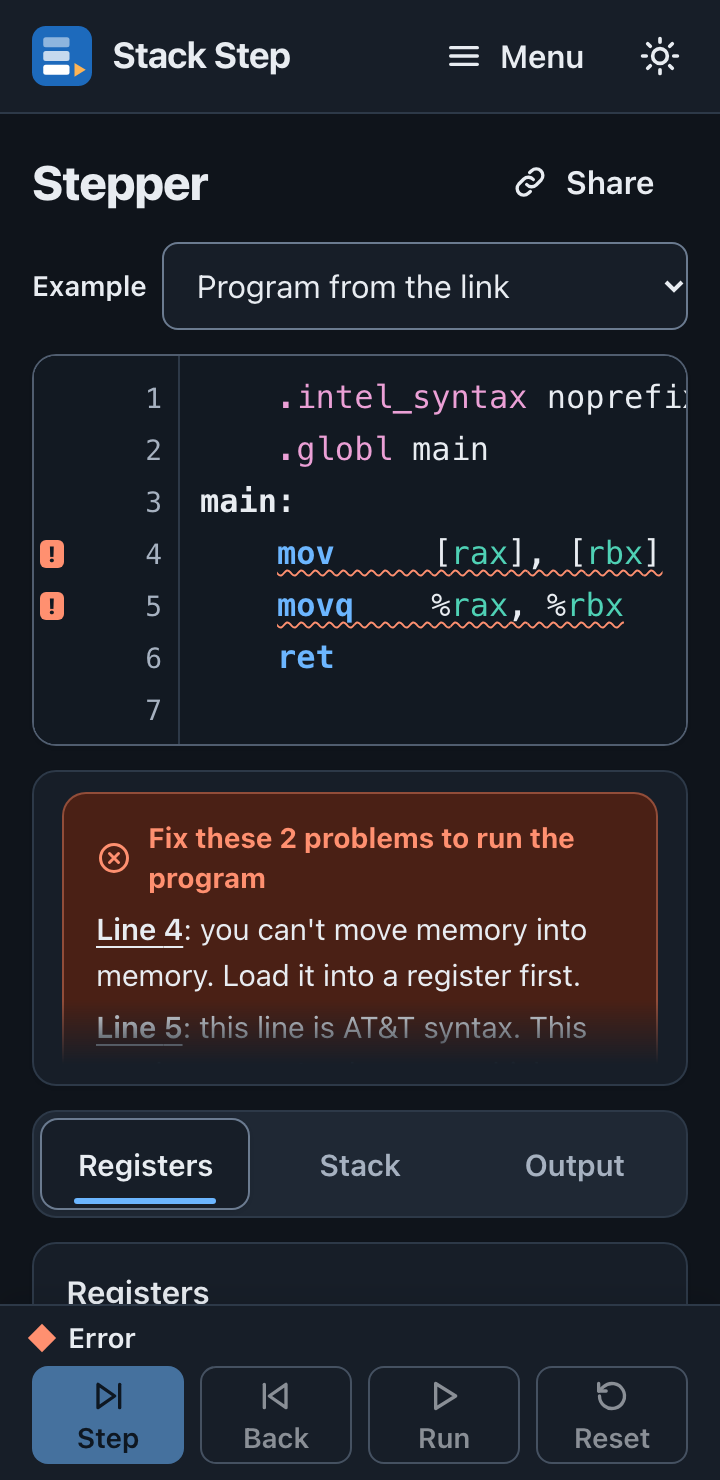 Stack Step
Menu
Stepper
Share
Example
Program from the link
1 .intel_syntax noprefix
2 .globl main
3 main:
! 4 mov [rax], [rbx]
! 5 movq %rax, %rbx
6 ret
7
Fix these 2 problems to run the
program
Line 4: you can't move memory into
memory. Load it into a register first.
Line 5: this line is AT&T syntax. This
Registers Stack Output
Registers
Error
Step Back Run Reset